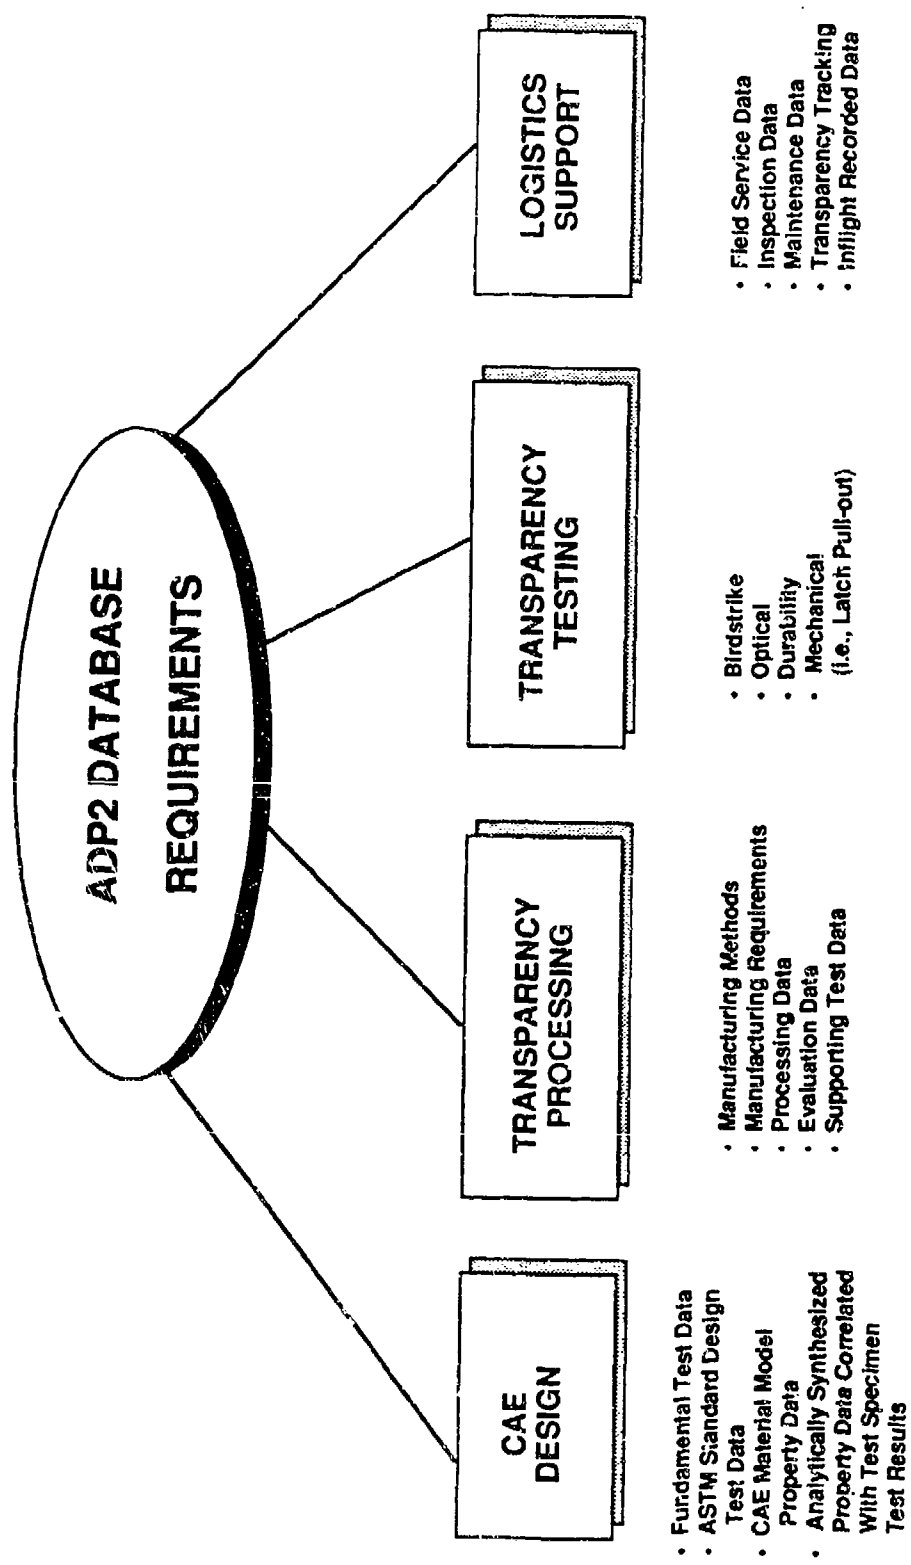 ADP2 DATABASE
REQUIREMENTS
CAE
DESIGN
• Fundamental Test Data
• ASTM Standard Design
Test Data
• CAE Material Model
Property Data
• Analytically Synthesized
Property Data Correlated
With Test Specimen
Test Results
TRANSPARENCY
PROCESSING
• Manufacturing Methods
• Manufacturing Requirements
• Processing Data
• Evaluation Data
• Supporting Test Data
TRANSPARENCY
TESTING
• Birdstrike
• Optical
• Durability
• Mechanical
(i.e., Latch Pull-out)
LOGISTICS
SUPPORT
• Field Service Data
• Inspection Data
• Maintenance Data
• Transparency Tracking
• Inflight Recorded Data